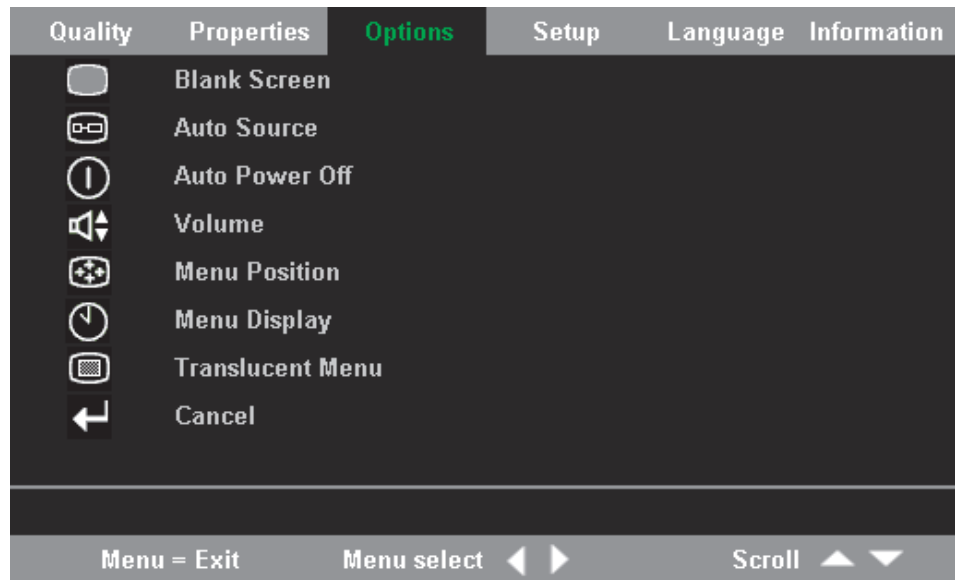 Quality Properties Options Setup Language Information
Blank Screen
Auto Source
Auto Power Off
Volume
Menu Position
Menu Display
Translucent Menu
Cancel
Menu = Exit Menu select Scroll